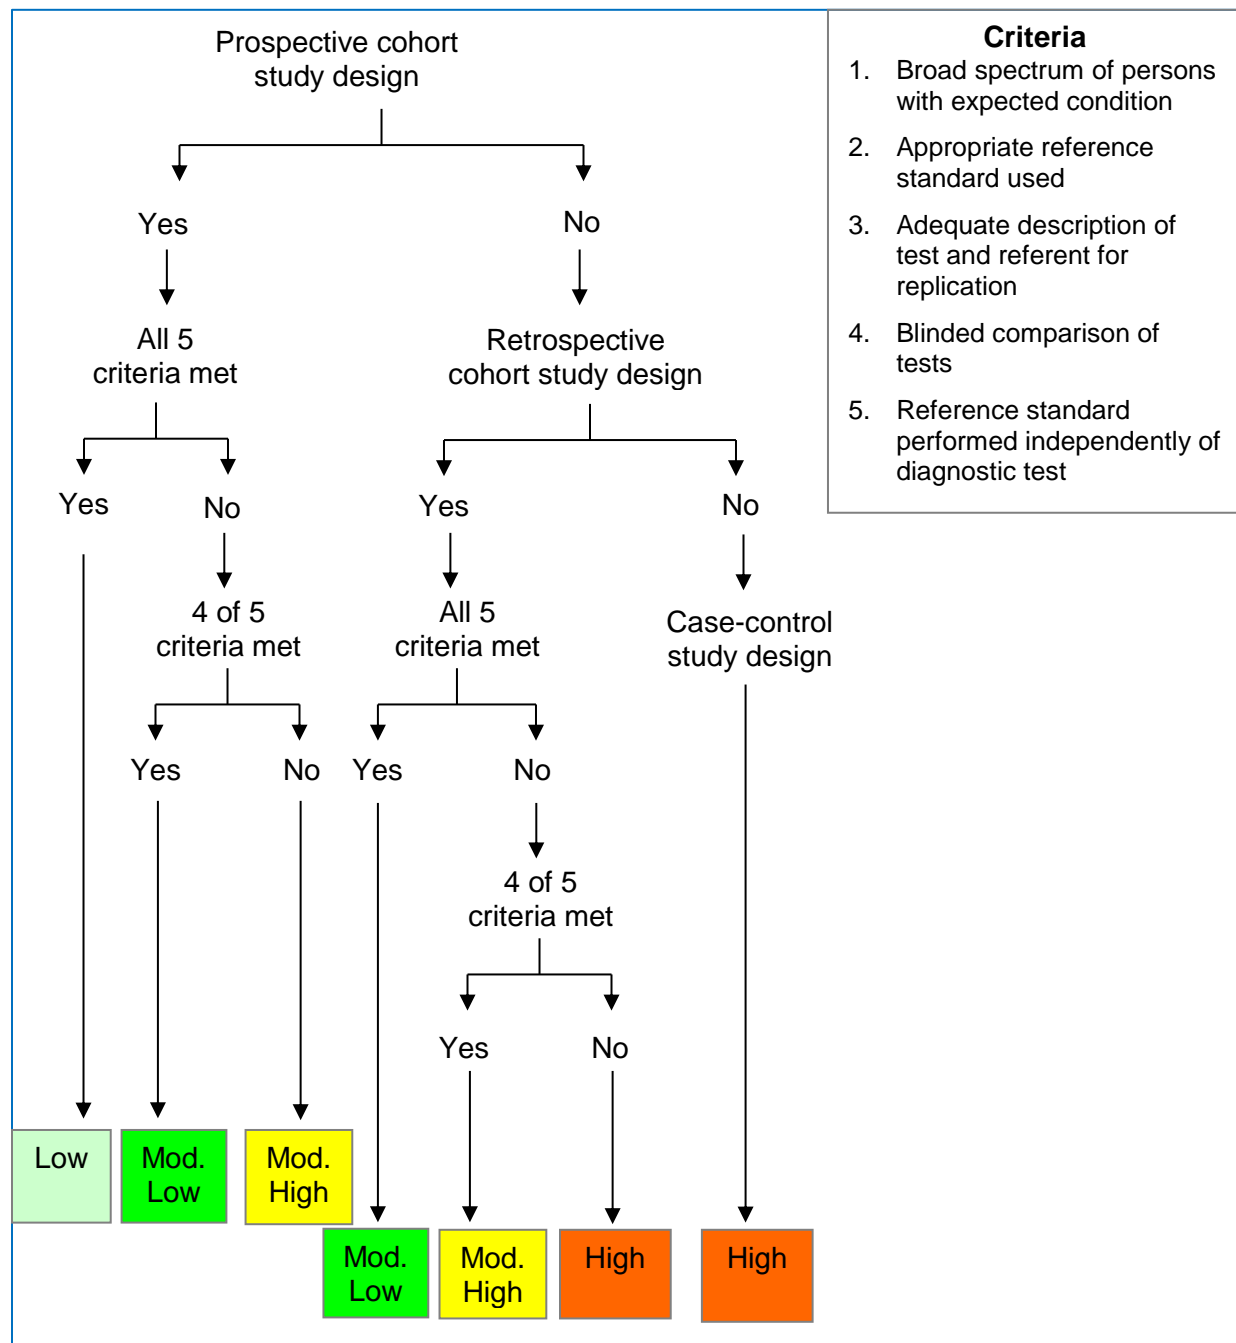 Prospective cohort
study design
Yes
No
All 5
criteria met
Retrospective
cohort study design
Yes
No
Yes
No
4 of 5
criteria met
All 5
criteria met
Case-control
study design
Yes
No
Yes
No
4 of 5
criteria met
Yes
No
Low
Mod.
Low
Mod.
High
Mod.
Low
Mod.
High
High
High
Criteria
1. Broad spectrum of persons
with expected condition
2. Appropriate reference
standard used
3. Adequate description of
test and referent for
replication
4. Blinded comparison of
tests
5. Reference standard
performed independently of
diagnostic test